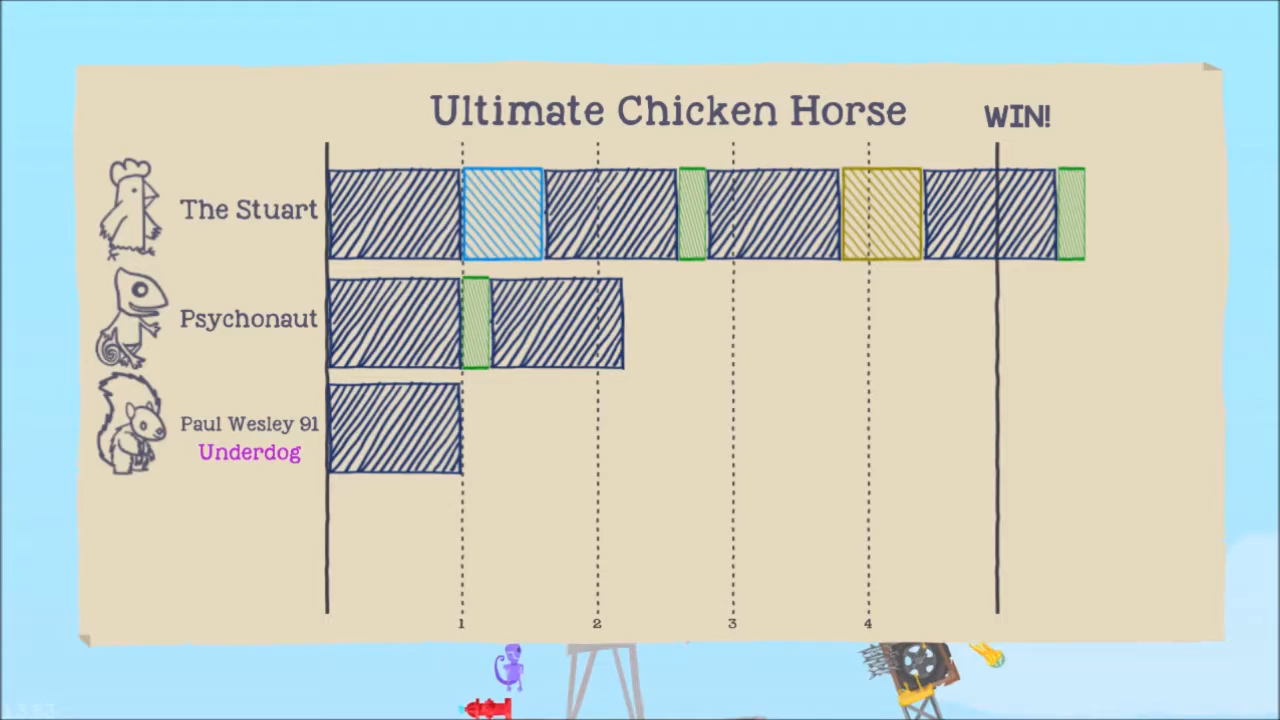 Ultimate Chicken Horse
WIN!
The Stuart
Psychonaut
Paul Wesley 91
Underdog
1 2 3 4